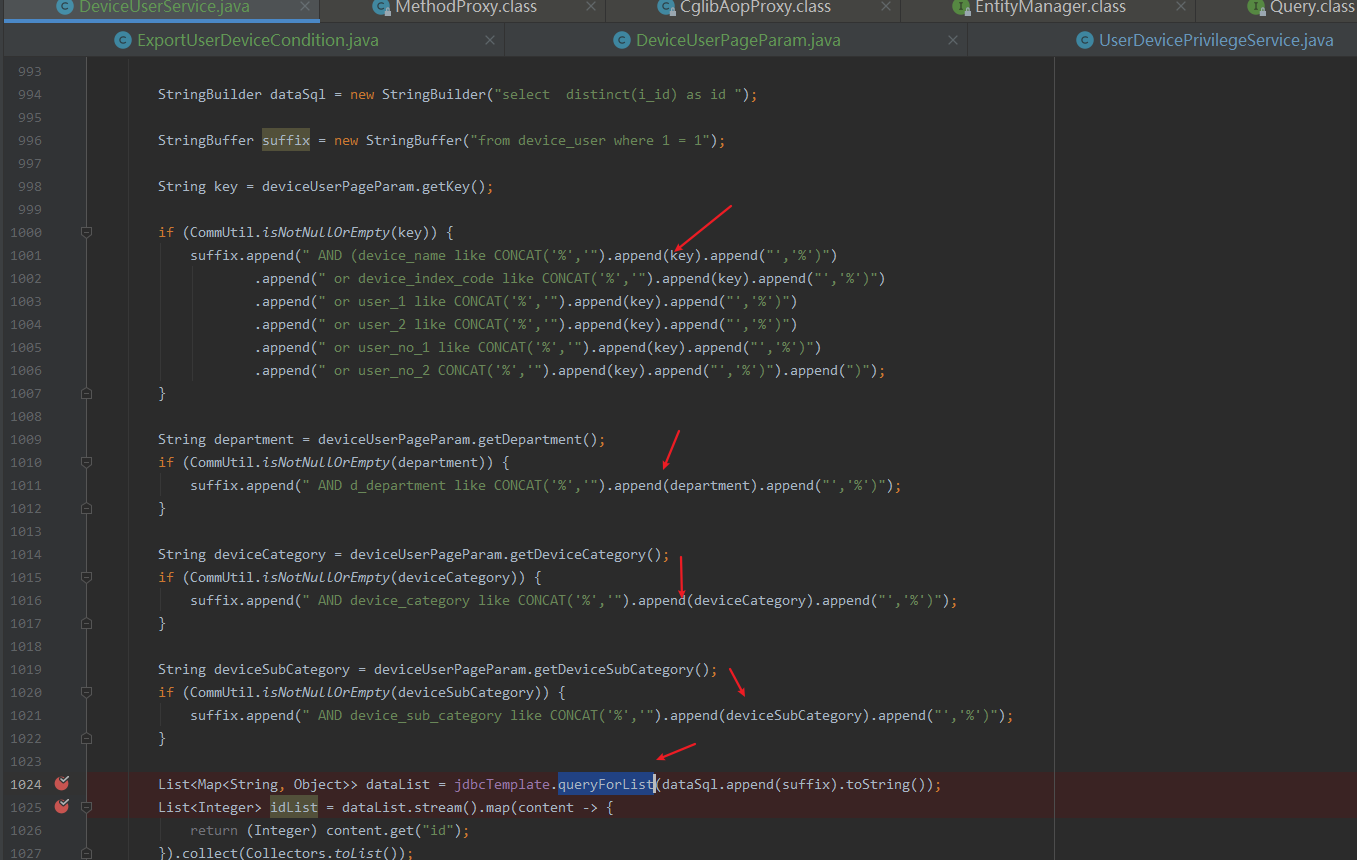 DeviceUserService.java MethodProxy.class CglibAopProxy.class EntityManager.class Query.class
ExportUserDeviceCondition.java DeviceUserPageParam.java UserDevicePrivilegeService.java
993
994 StringBuilder dataSql = new StringBuilder("select  distinct(i_id) as id ");
995
996 StringBuffer suffix = new StringBuffer("from device_user where 1 = 1");
997
998 String key = deviceUserPageParam.getKey();
999
1000 if (CommUtil.isNotNullOrEmpty(key)) {
1001 suffix.append(" AND (device_name like CONCAT('%','").append(key).append("','%')")
1002 .append(" or device_index_code like CONCAT('%','").append(key).append("','%')")
1003 .append(" or user_1 like CONCAT('%','").append(key).append("','%')")
1004 .append(" or user_2 like CONCAT('%','").append(key).append("','%')")
1005 .append(" or user_no_1 like CONCAT('%','").append(key).append("','%')")
1006 .append(" or user_no_2 CONCAT('%','").append(key).append("','%')").append(")");
1007 }
1008
1009 String department = deviceUserPageParam.getDepartment();
1010 if (CommUtil.isNotNullOrEmpty(department)) {
1011 suffix.append(" AND d_department like CONCAT('%','").append(department).append("','%')");
1012 }
1013
1014 String deviceCategory = deviceUserPageParam.getDeviceCategory();
1015 if (CommUtil.isNotNullOrEmpty(deviceCategory)) {
1016 suffix.append(" AND device_category like CONCAT('%','").append(deviceCategory).append("','%')");
1017 }
1018
1019 String deviceSubCategory = deviceUserPageParam.getDeviceSubCategory();
1020 if (CommUtil.isNotNullOrEmpty(deviceSubCategory)) {
1021 suffix.append(" AND device_sub_category like CONCAT('%','").append(deviceSubCategory).append("','%')");
1022 }
1023
1024 List<Map<String, Object>> dataList = jdbcTemplate.queryForList(dataSql.append(suffix).toString());
1025 List<Integer> idList = dataList.stream().map(content -> {
1026 return (Integer) content.get("id");
1027 }).collect(Collectors.toList());